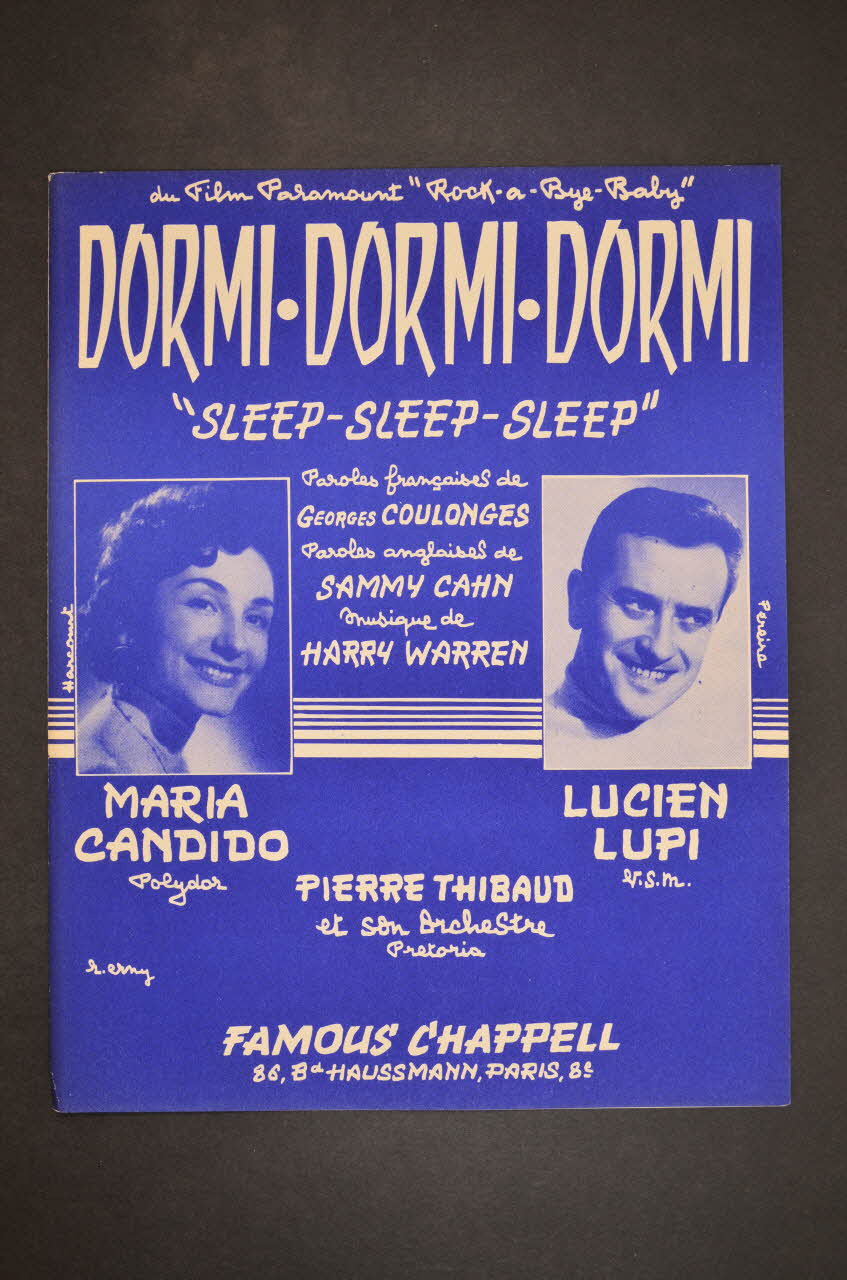 du Film Paramount "Rock-a-Bye-Baby"
DORMI•DORMI•DORMI
"SLEEP-SLEEP-SLEEP"
Paroles françaises de
GEORGES COULONGES
Paroles anglaises de
SAMMY CAHN
Musique de
HARRY WARREN
Harcourt
Pereira
MARIA
CANDIDO
Polydor
LUCIEN
LUPI
V.S.M.
PIERRE THIBAUD
et son Orchestre
Pretoria
r. erny
FAMOUS CHAPPELL
86, Bd HAUSSMANN, PARIS, 8e